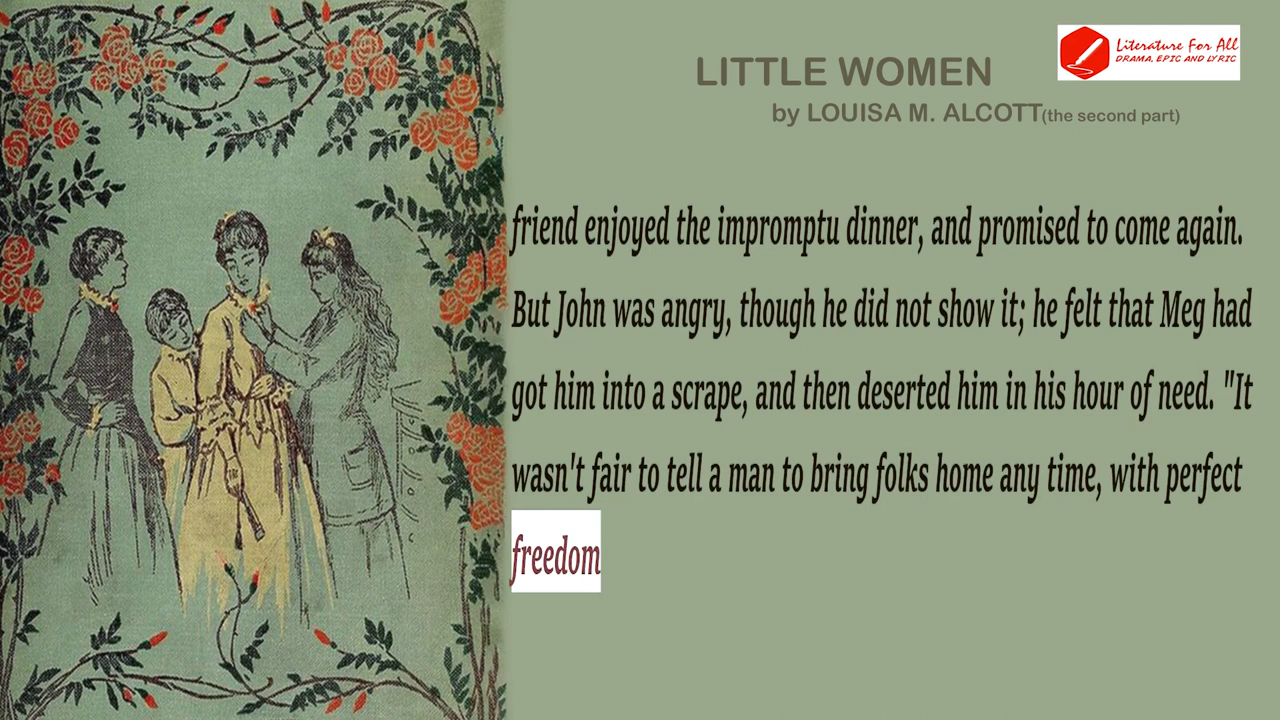 Literature For All
DRAMA, EPIC AND LYRIC
LITTLE WOMEN
by LOUISA M. ALCOTT(the second part)
friend enjoyed the impromptu dinner, and promised to come again.
But John was angry, though he did not show it; he felt that Meg had
got him into a scrape, and then deserted him in his hour of need. "It
wasn't fair to tell a man to bring folks home any time, with perfect
freedom